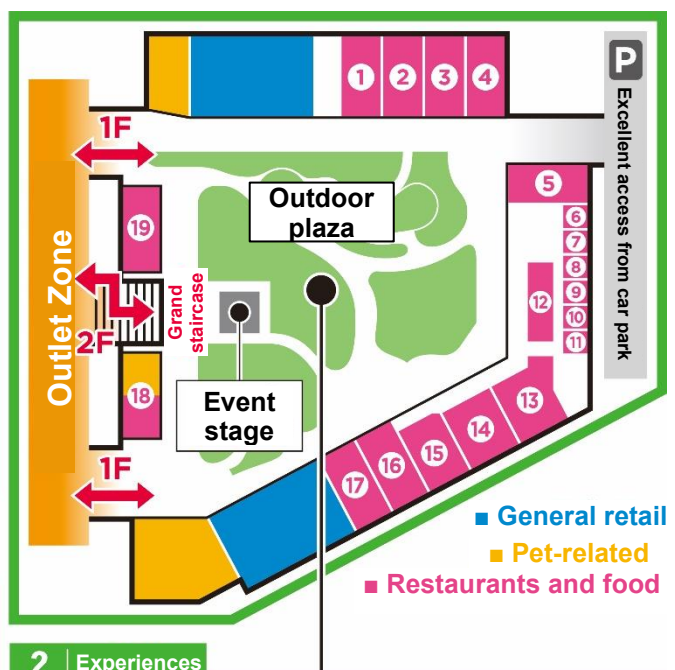 1
2
3
4
P
Excellent access from car park
1F
Outdoor
plaza
5
6
7
8
9
10
11
12
19
Outlet Zone
Grand
staircase
2F
Event
stage
18
13
14
15
16
17
1F
■ General retail
■ Pet-related
■ Restaurants and food
2 Experiences